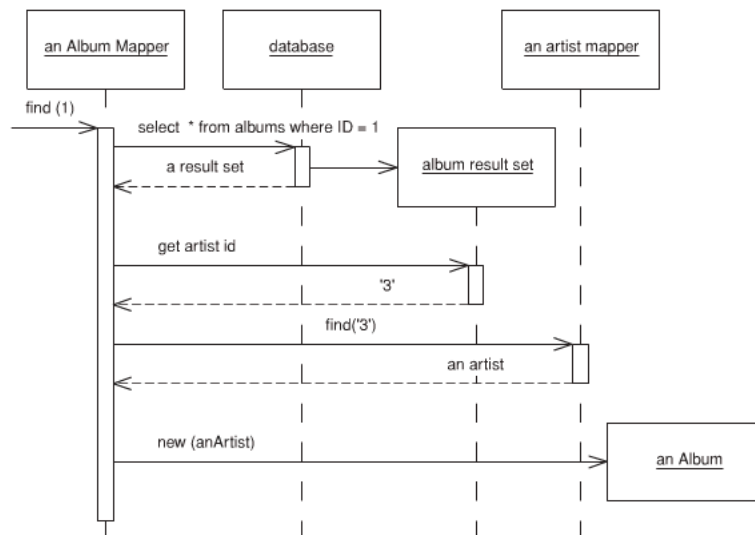 an Album Mapper
database
an artist mapper
find (1)
select * from albums where ID = 1
a result set
album result set
get artist id
'3'
find('3')
an artist
new (anArtist)
an Album